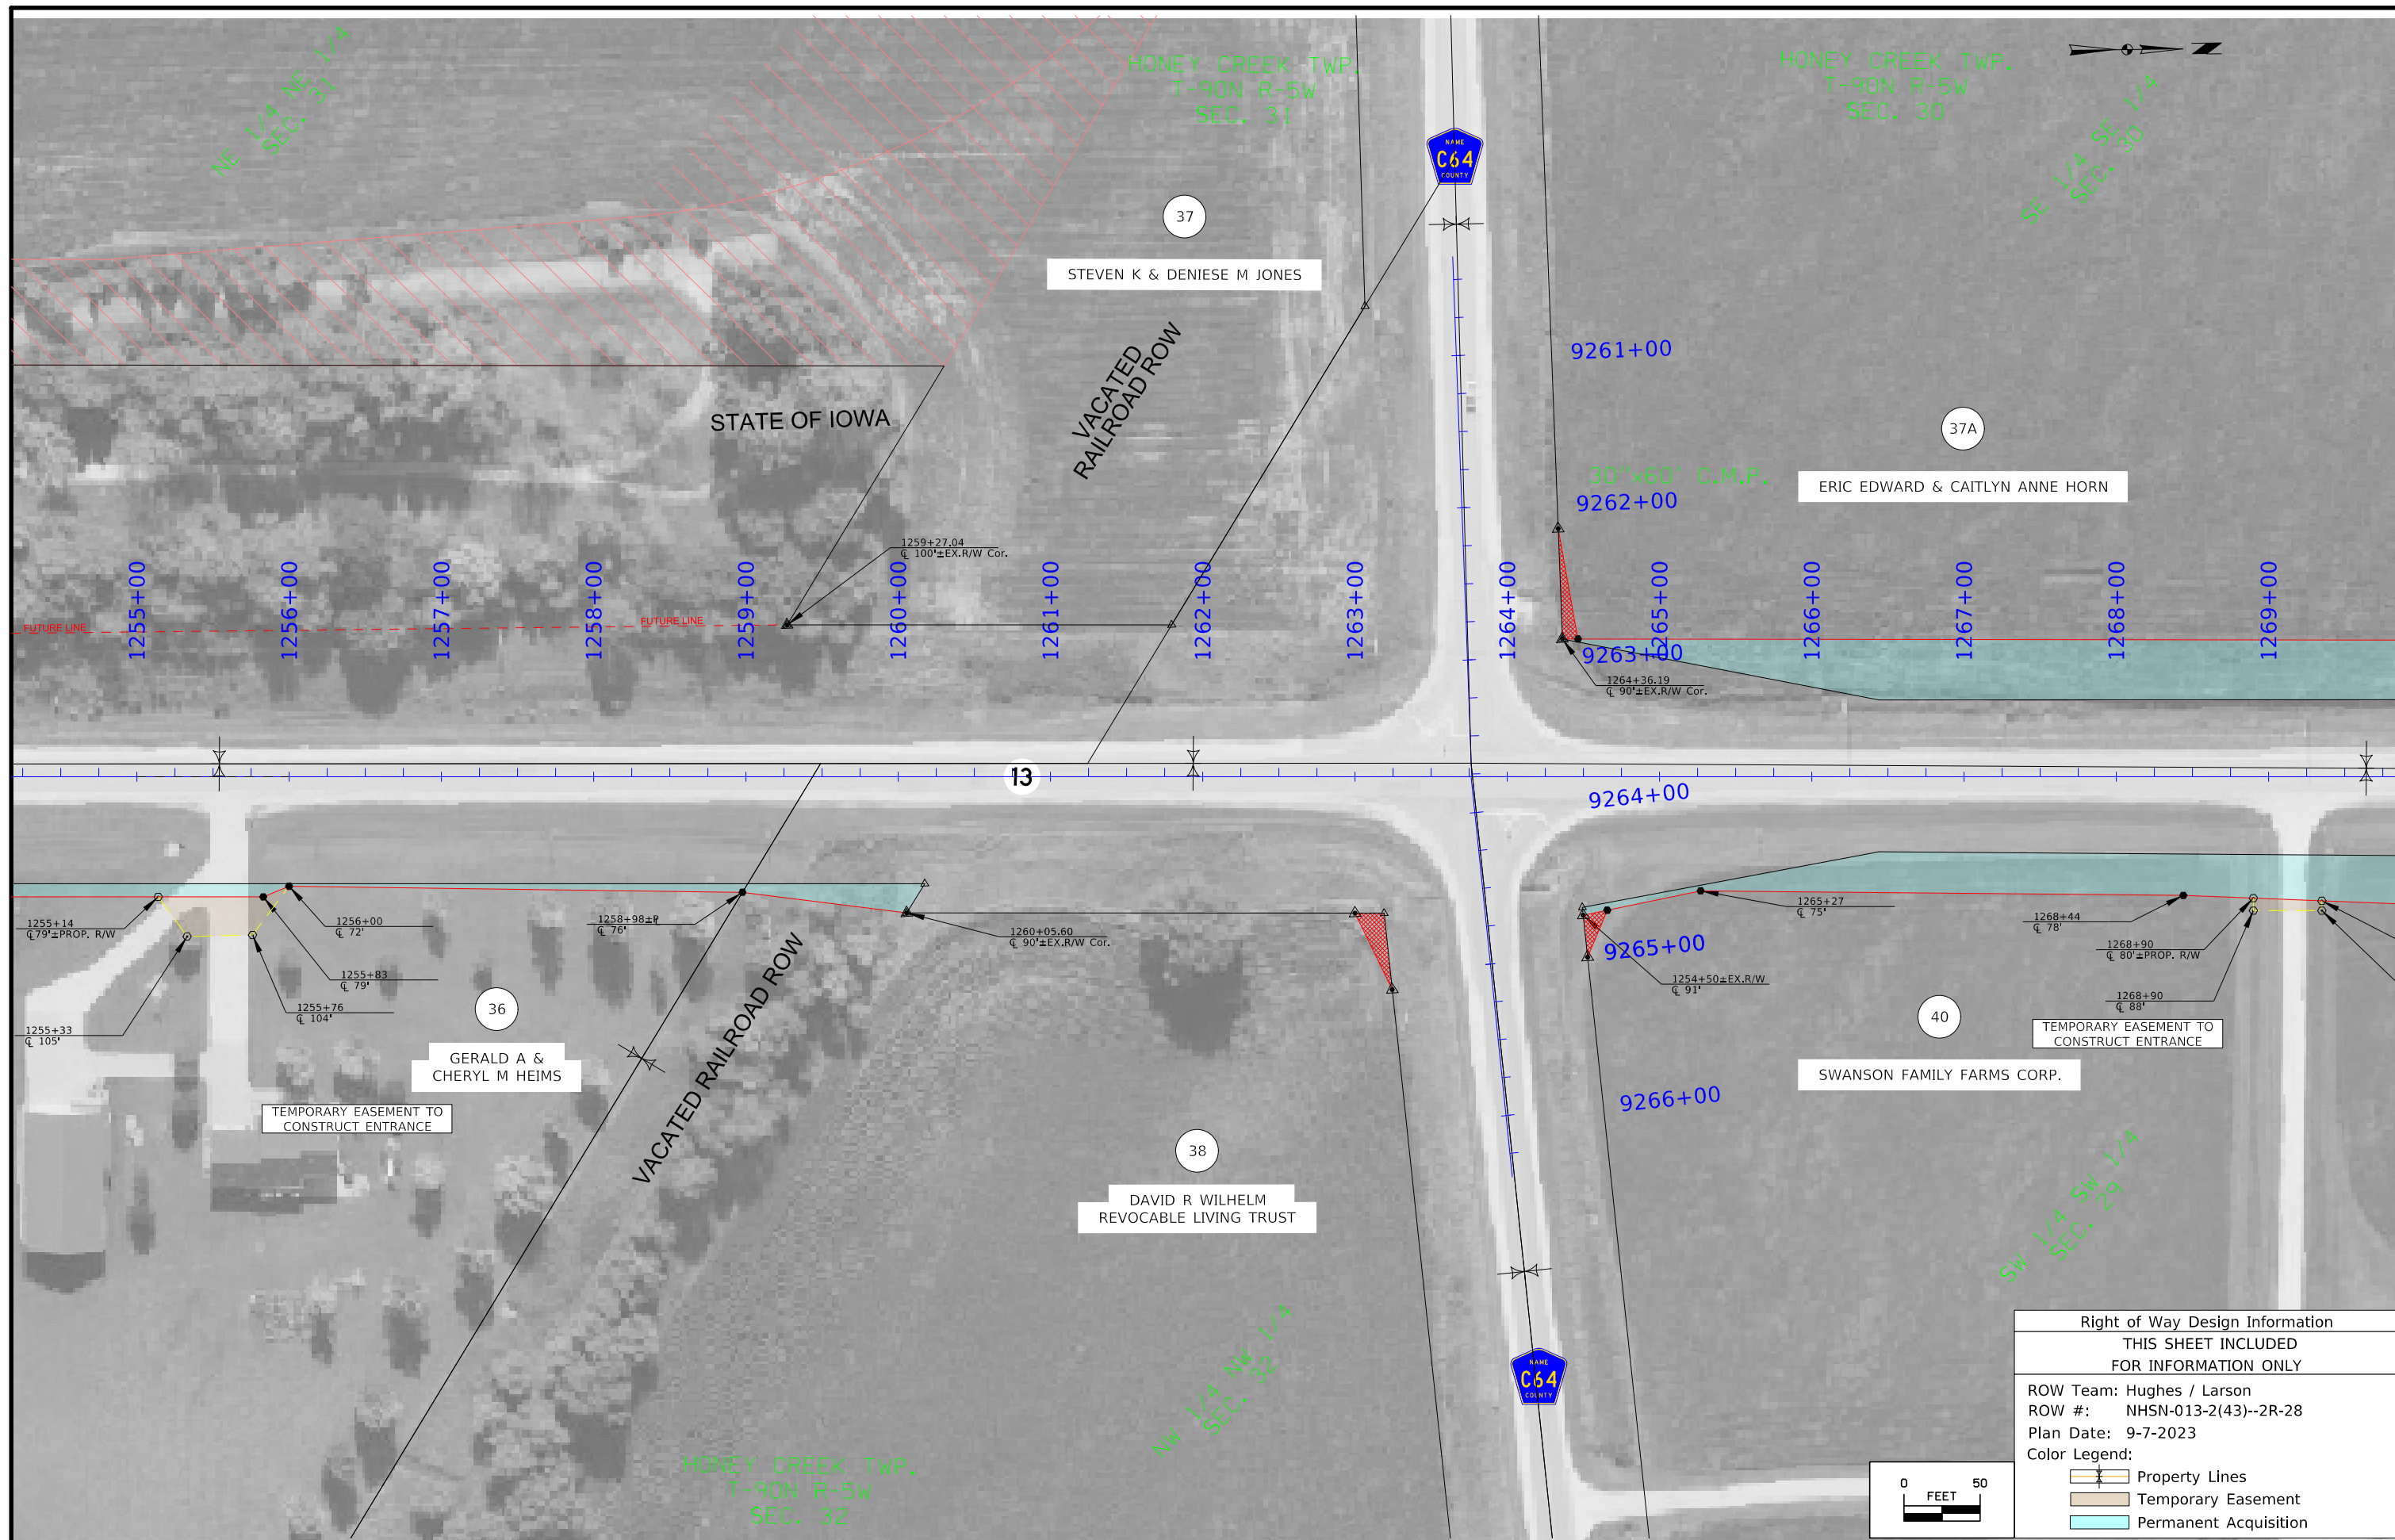 NE 1/4 NE 1/4
SEC. 31
HONEY CREEK TWP.
T-90N R-5W
SEC. 31
HONEY CREEK TWP.
T-90N R-5W
SEC. 30
SE 1/4 SE 1/4
SEC. 30
NAME
C64
COUNTY
37
STEVEN K & DENIESE M JONES
VACATED
RAILROAD ROW
STATE OF IOWA
9261+00
37A
ERIC EDWARD & CAITLYN ANNE HORN
30"x60' C.M.P.
9262+00
1259+27.04
℄ 100'±EX.R/W Cor.
FUTURE LINE
FUTURE LINE
1255+00
1256+00
1257+00
1258+00
1259+00
1260+00
1261+00
1262+00
1263+00
1264+00
1265+00
1266+00
1267+00
1268+00
1269+00
9263+00
1264+36.19
℄ 90'±EX.R/W Cor.
13
9264+00
1255+14
℄79'±PROP. R/W
1256+00
℄ 72'
1255+83
℄ 79'
1255+76
℄ 104'
1255+33
℄ 105'
1258+98±℄
℄ 76'
1260+05.60
℄ 90'±EX.R/W Cor.
1265+27
℄ 75'
9265+00
1254+50±EX.R/W
℄ 91'
1268+44
℄ 78'
1268+90
℄ 80'±PROP. R/W
1268+90
℄ 88'
TEMPORARY EASEMENT TO
CONSTRUCT ENTRANCE
36
GERALD A &
CHERYL M HEIMS
TEMPORARY EASEMENT TO
CONSTRUCT ENTRANCE
VACATED RAILROAD ROW
40
SWANSON FAMILY FARMS CORP.
9266+00
38
DAVID R WILHELM
REVOCABLE LIVING TRUST
SW 1/4 SW 1/4
SEC. 29
NW 1/4 NW 1/4
SEC. 32
NAME
C64
COUNTY
HONEY CREEK TWP.
T-90N R-5W
SEC. 32
0 50
FEET
Right of Way Design Information
THIS SHEET INCLUDED
FOR INFORMATION ONLY
ROW Team: Hughes / Larson
ROW #: NHSN-013-2(43)--2R-28
Plan Date: 9-7-2023
Color Legend:
Property Lines
Temporary Easement
Permanent Acquisition